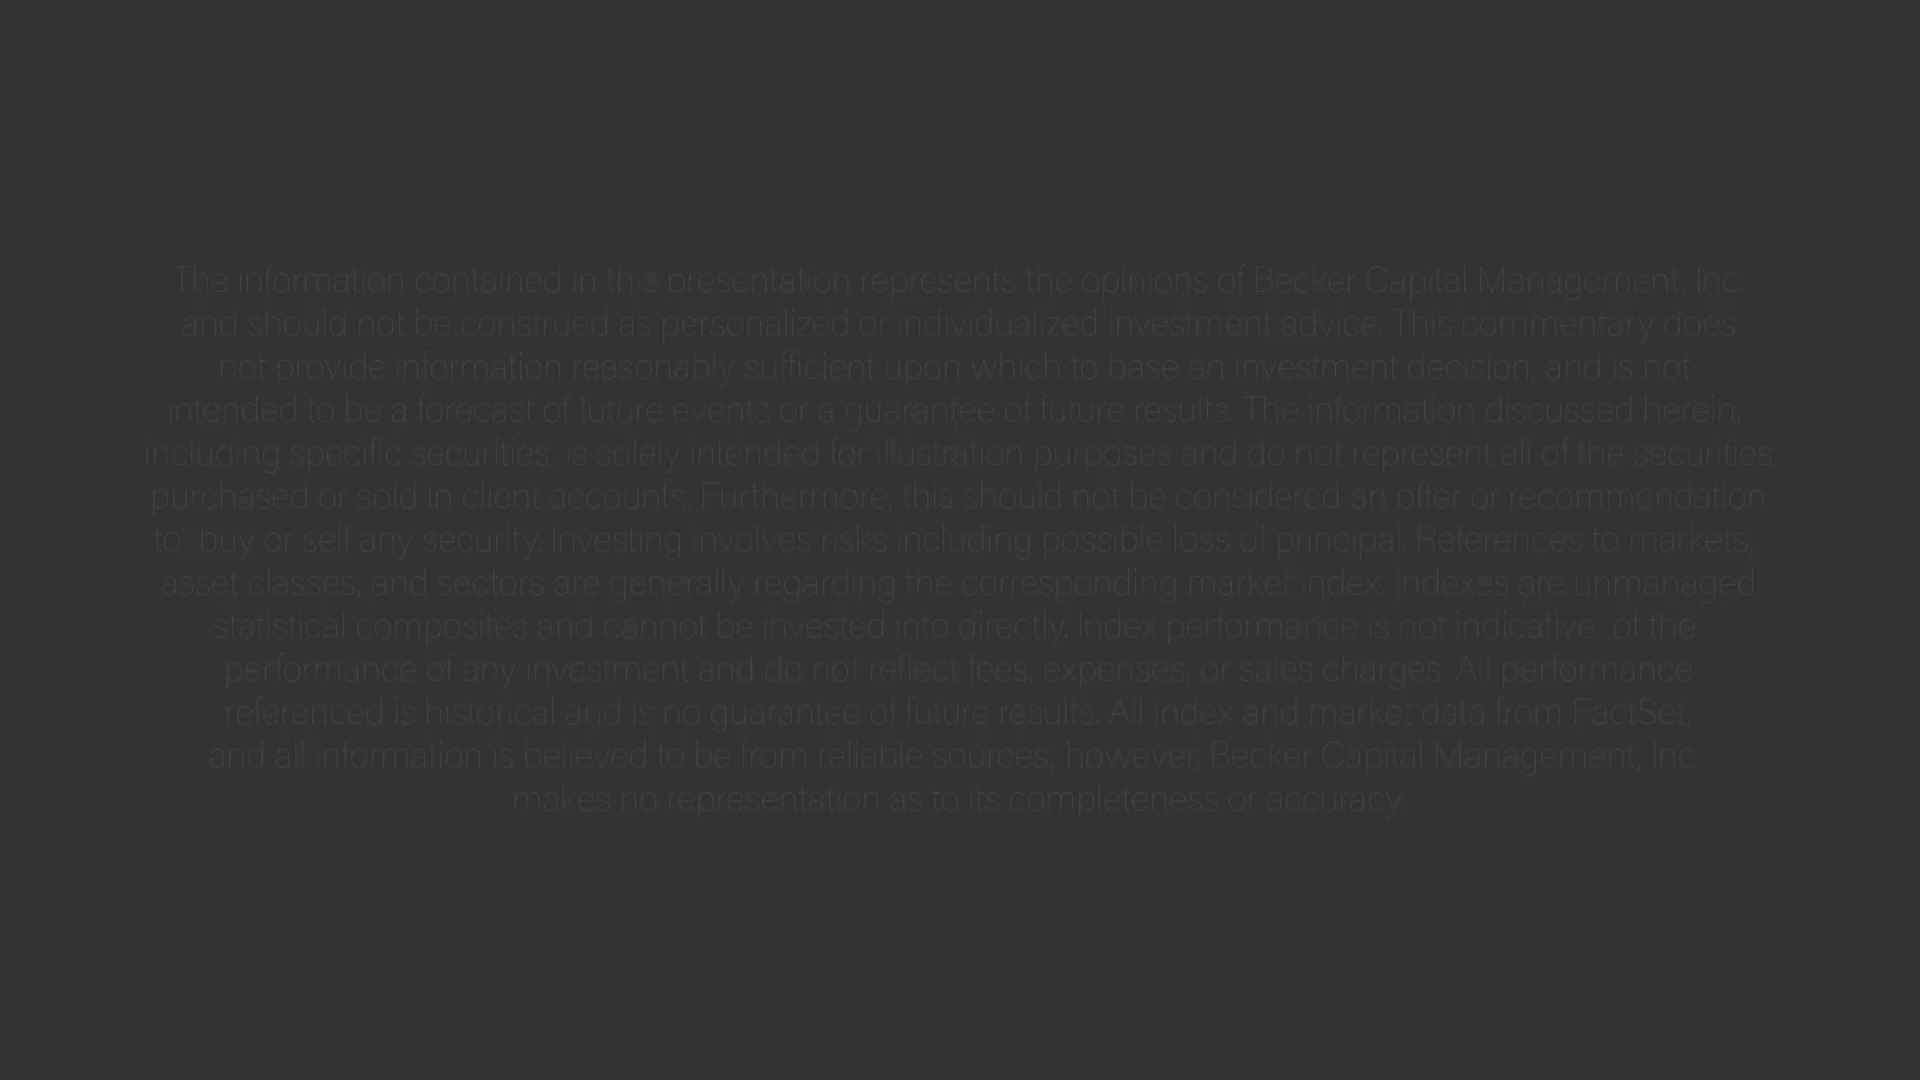 The information contained in this presentation represents the opinions of Becker Capital Management, Inc.
and should not be construed as personalized or individualized investment advice. This commentary does
not provide information reasonably sufficient upon which to base an investment decision, and is not
intended to be a forecast of future events or a guarantee of future results. The information discussed herein,
including specific securities, is solely intended for illustration purposes and do not represent all of the securities
purchased or sold in client accounts. Furthermore, this should not be considered an offer or recommendation
to buy or sell any security. Investing involves risks including possible loss of principal. References to markets,
asset classes, and sectors are generally regarding the corresponding market index. Indexes are unmanaged
statistical composites and cannot be invested into directly. Index performance is not indicative of the
performance of any investment and do not reflect fees, expenses, or sales charges. All performance
referenced is historical and is no guarantee of future results. All index and market data from FactSet,
and all information is believed to be from reliable sources; however, Becker Capital Management, Inc.
makes no representation as to its completeness or accuracy.